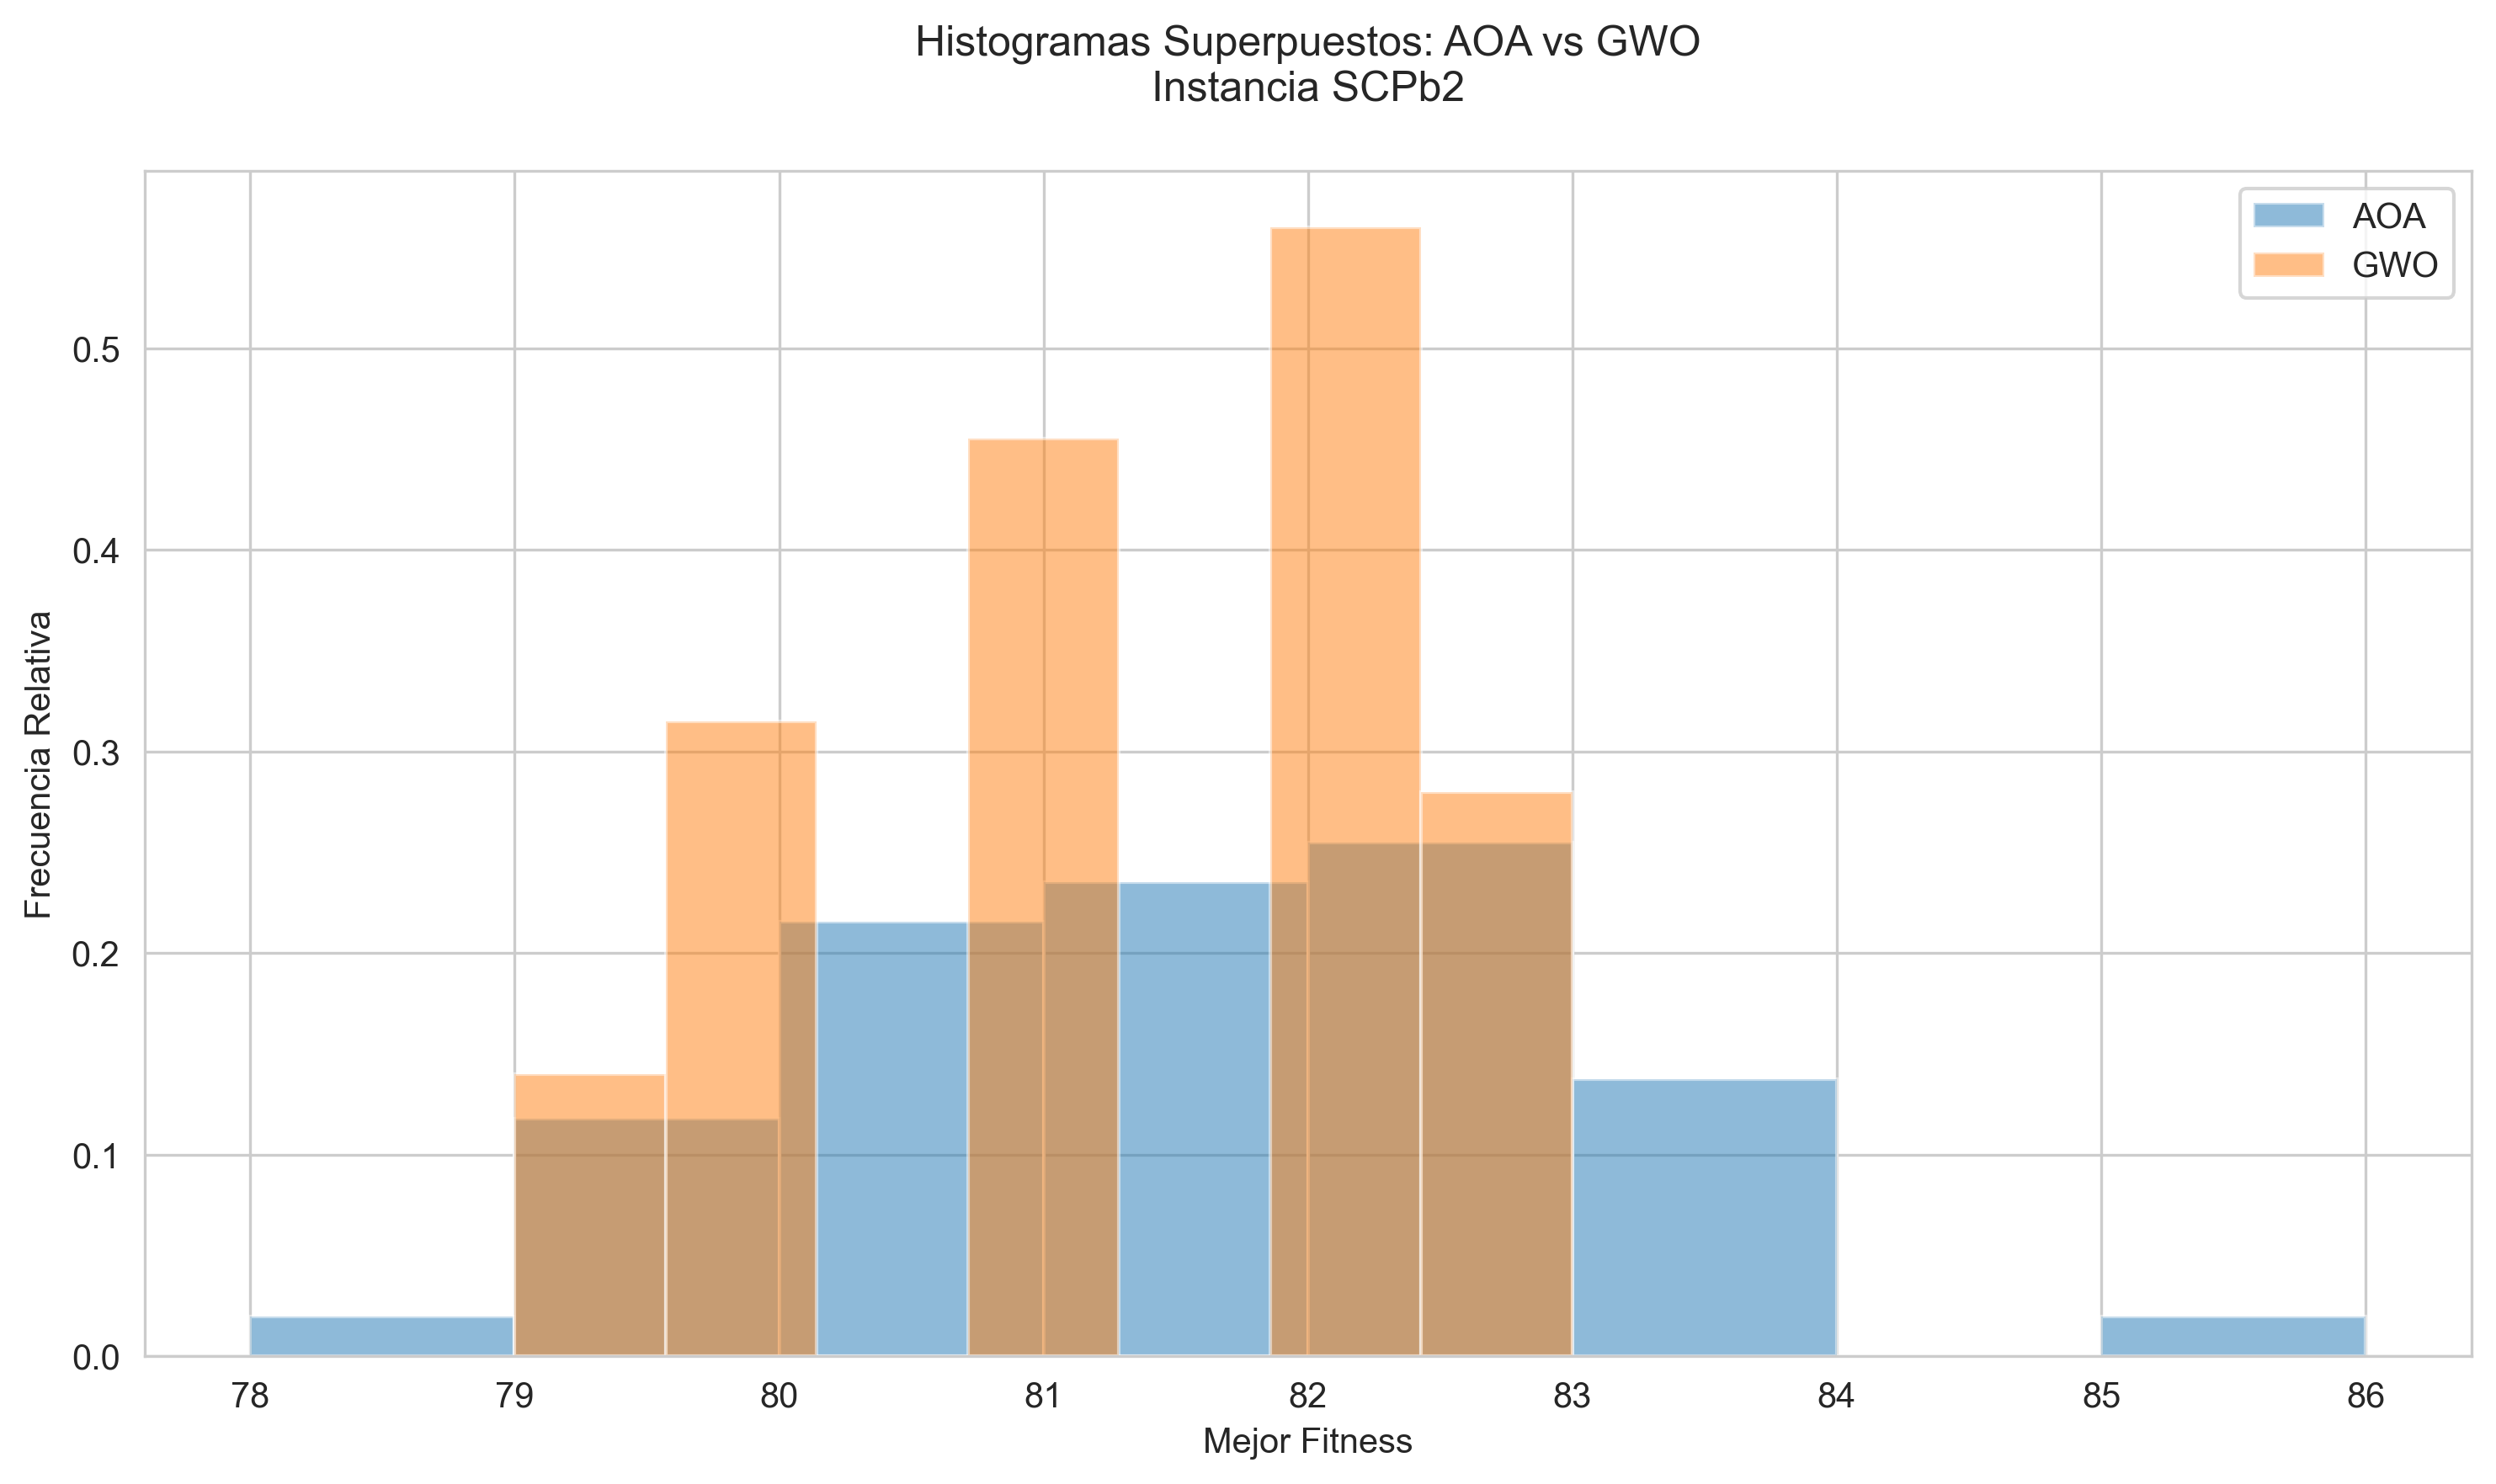 Histogramas Superpuestos: AOA vs GWO
Instancia SCPb2
AOA
GWO
Frecuencia Relativa
0.5
0.4
0.3
0.2
0.1
0.0
78 79 80 81 82 83 84 85 86
Mejor Fitness